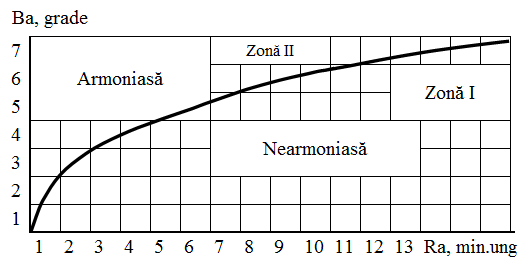 Ba, grade
7
Zonă II
6
Armoniasă
5
Zonă I
4
Nearmoniasă
3
2
1
1 2 3 4 5 6 7 8 9 10 11 12 13 Ra, min.ung